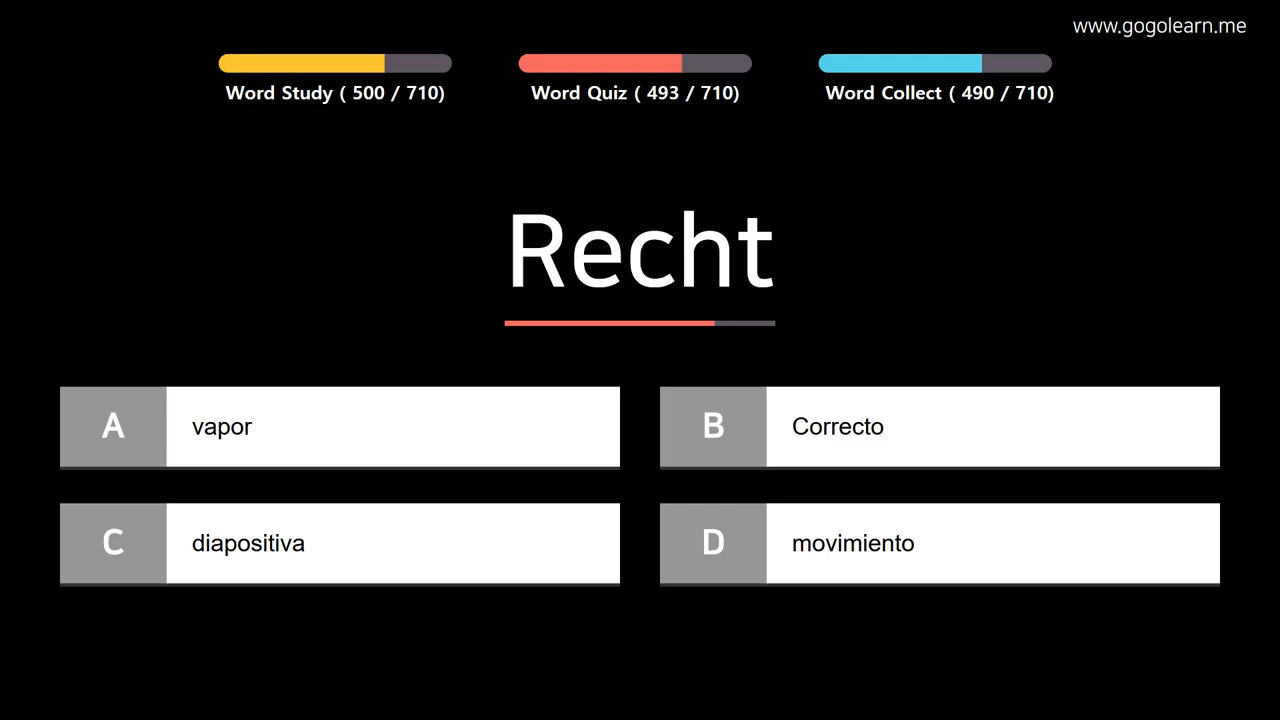 www.gogolearn.me
Word Study ( 500 / 710)
Word Quiz ( 493 / 710)
Word Collect ( 490 / 710)
Recht
A vapor
B Correcto
C diapositiva
D movimiento